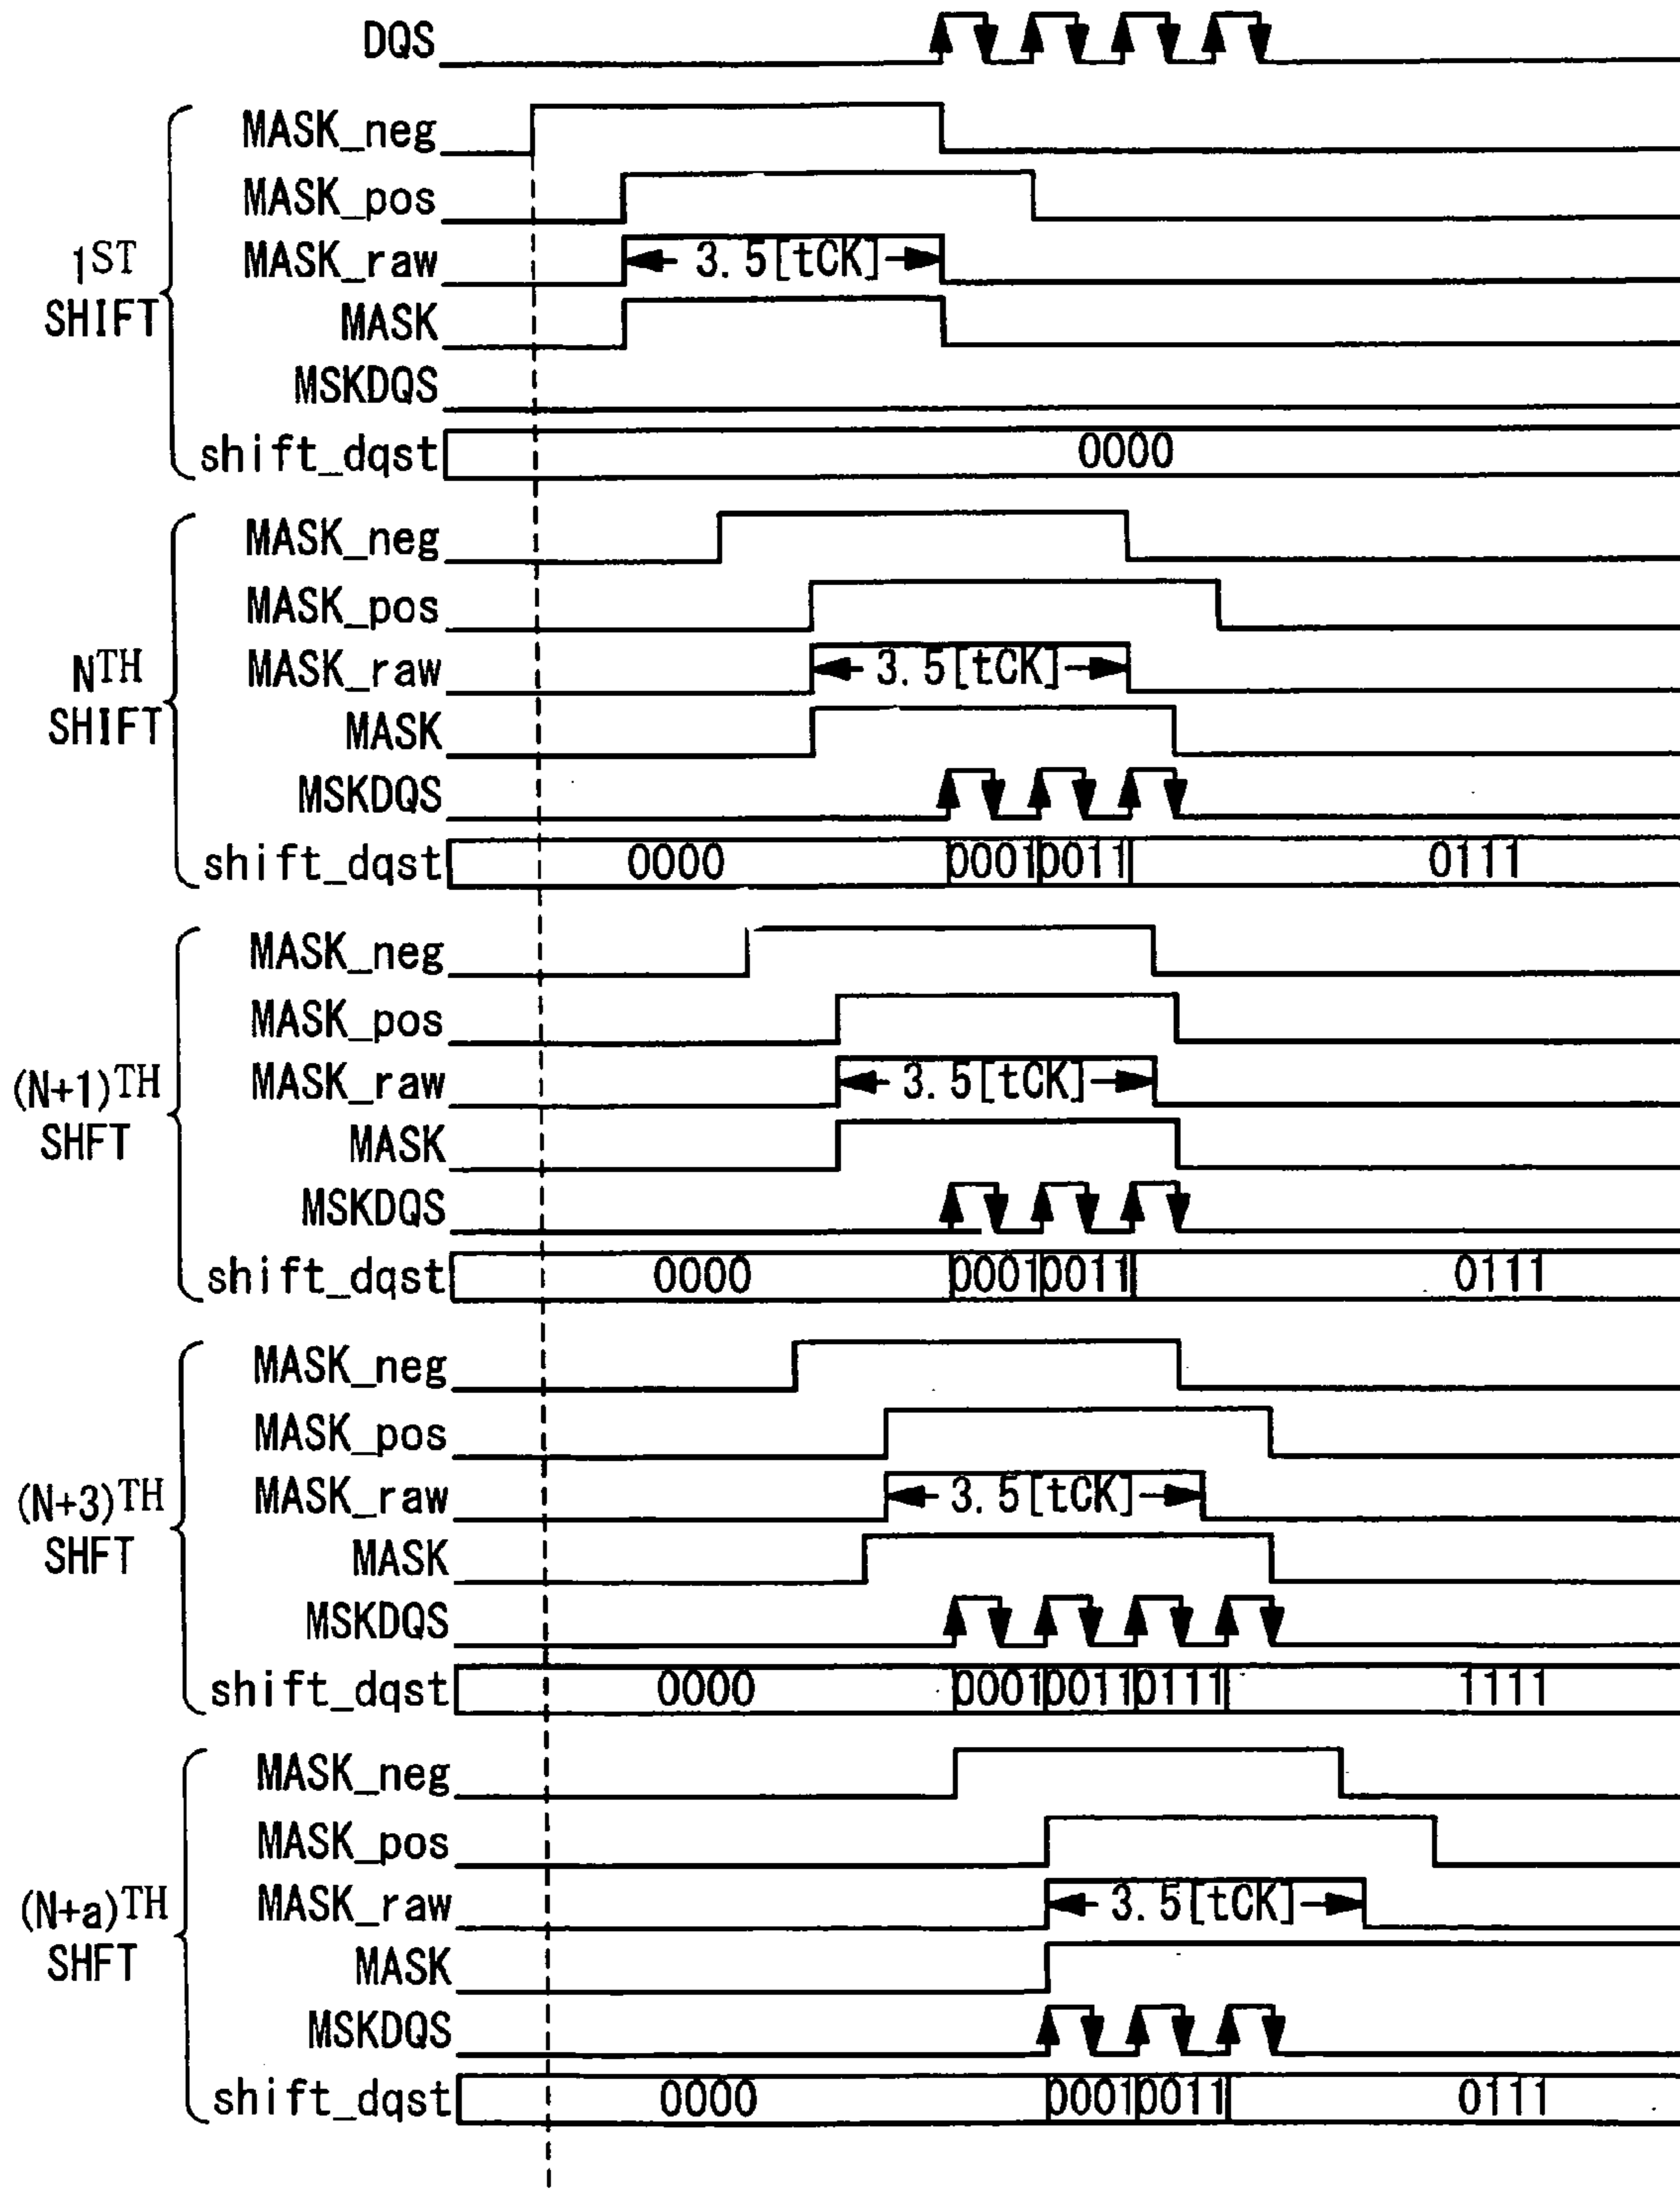 DQS
1ST
SHIFT
MASK_neg
MASK_pos
MASK_raw
3.5[tCK]
MASK
MSKDQS
shift_dqst
0000
NTH
SHIFT
MASK_neg
MASK_pos
MASK_raw
3.5[tCK]
MASK
MSKDQS
shift_dqst
0000
0001
0011
0111
(N+1)TH
SHFT
MASK_neg
MASK_pos
MASK_raw
3.5[tCK]
MASK
MSKDQS
shift_dqst
0000
0001
0011
0111
(N+3)TH
SHFT
MASK_neg
MASK_pos
MASK_raw
3.5[tCK]
MASK
MSKDQS
shift_dqst
0000
0001
0011
0111
1111
(N+a)TH
SHFT
MASK_neg
MASK_pos
MASK_raw
3.5[tCK]
MASK
MSKDQS
shift_dqst
0000
0001
0011
0111